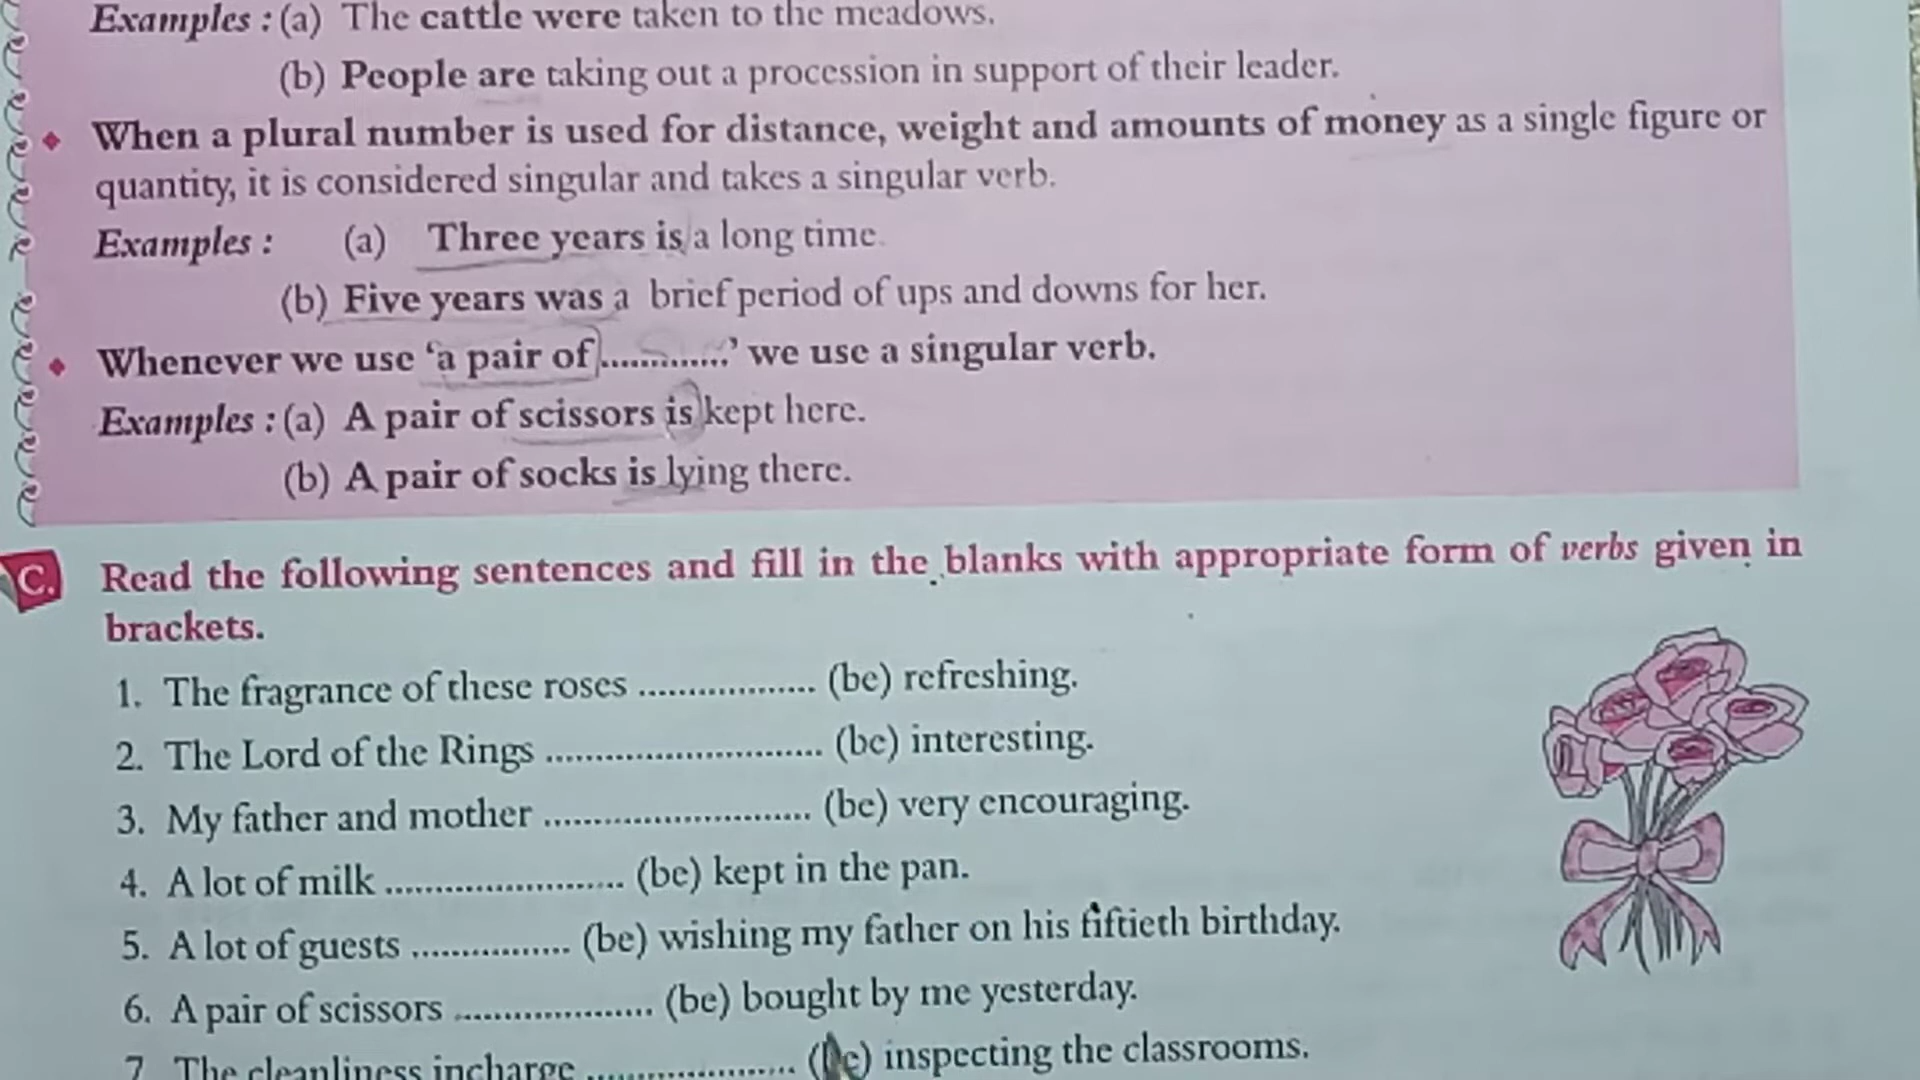 Examples : (a) The cattle were taken to the meadows.
(b) People are taking out a procession in support of their leader.
When a plural number is used for distance, weight and amounts of money as a single figure or
quantity, it is considered singular and takes a singular verb.
Examples : (a) Three years is a long time.
(b) Five years was a brief period of ups and downs for her.
Whenever we use ‘a pair of .............’ we use a singular verb.
Examples : (a) A pair of scissors is kept here.
(b) A pair of socks is lying there.
C. Read the following sentences and fill in the blanks with appropriate form of verbs given in
brackets.
1. The fragrance of these roses .................. (be) refreshing.
2. The Lord of the Rings ............................ (be) interesting.
3. My father and mother ........................... (be) very encouraging.
4. A lot of milk ........................ (be) kept in the pan.
5. A lot of guests ................ (be) wishing my father on his fiftieth birthday.
6. A pair of scissors .................... (be) bought by me yesterday.
7. The cleanliness incharge ..................... (be) inspecting the classrooms.